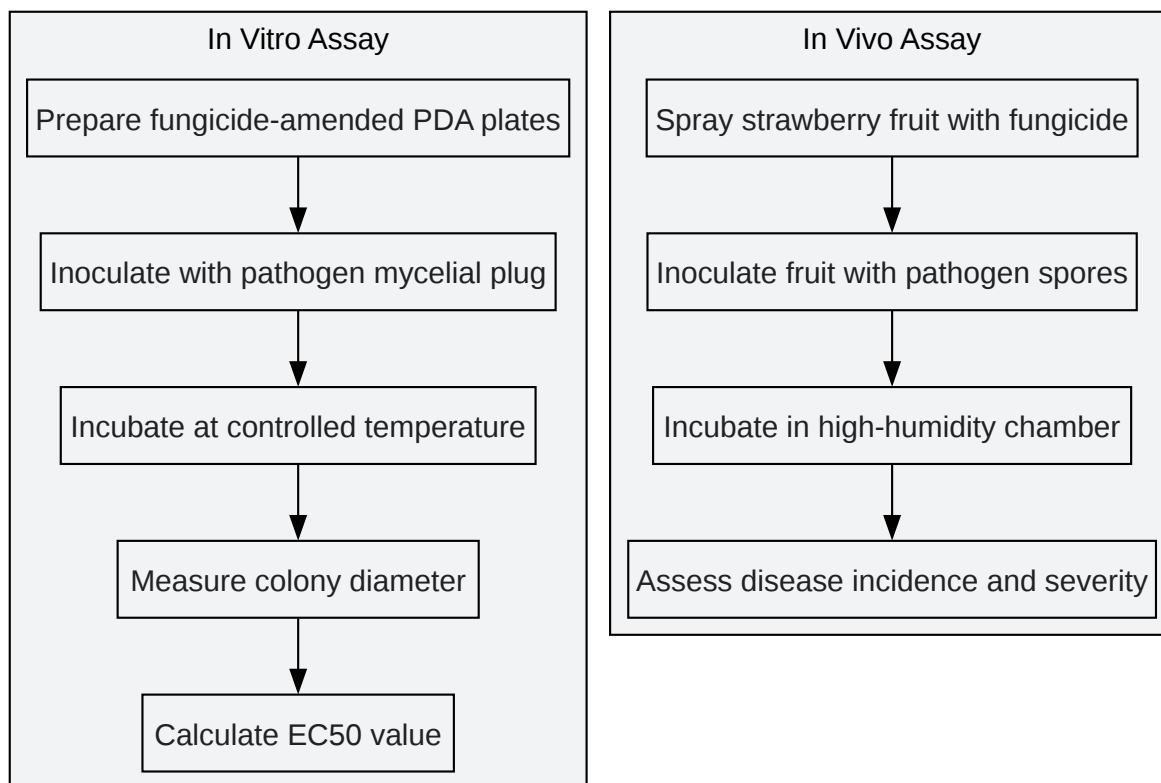 In Vitro Assay
Prepare fungicide-amended PDA plates
Inoculate with pathogen mycelial plug
Incubate at controlled temperature
Measure colony diameter
Calculate EC50 value
In Vivo Assay
Spray strawberry fruit with fungicide
Inoculate fruit with pathogen spores
Incubate in high-humidity chamber
Assess disease incidence and severity